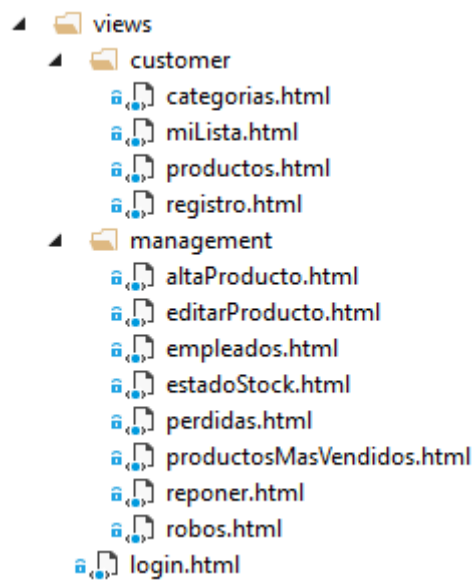 views
customer
categorias.html
miLista.html
productos.html
registro.html
management
altaProducto.html
editarProducto.html
empleados.html
estadoStock.html
perdidas.html
productosMasVendidos.html
reponer.html
robos.html
login.html